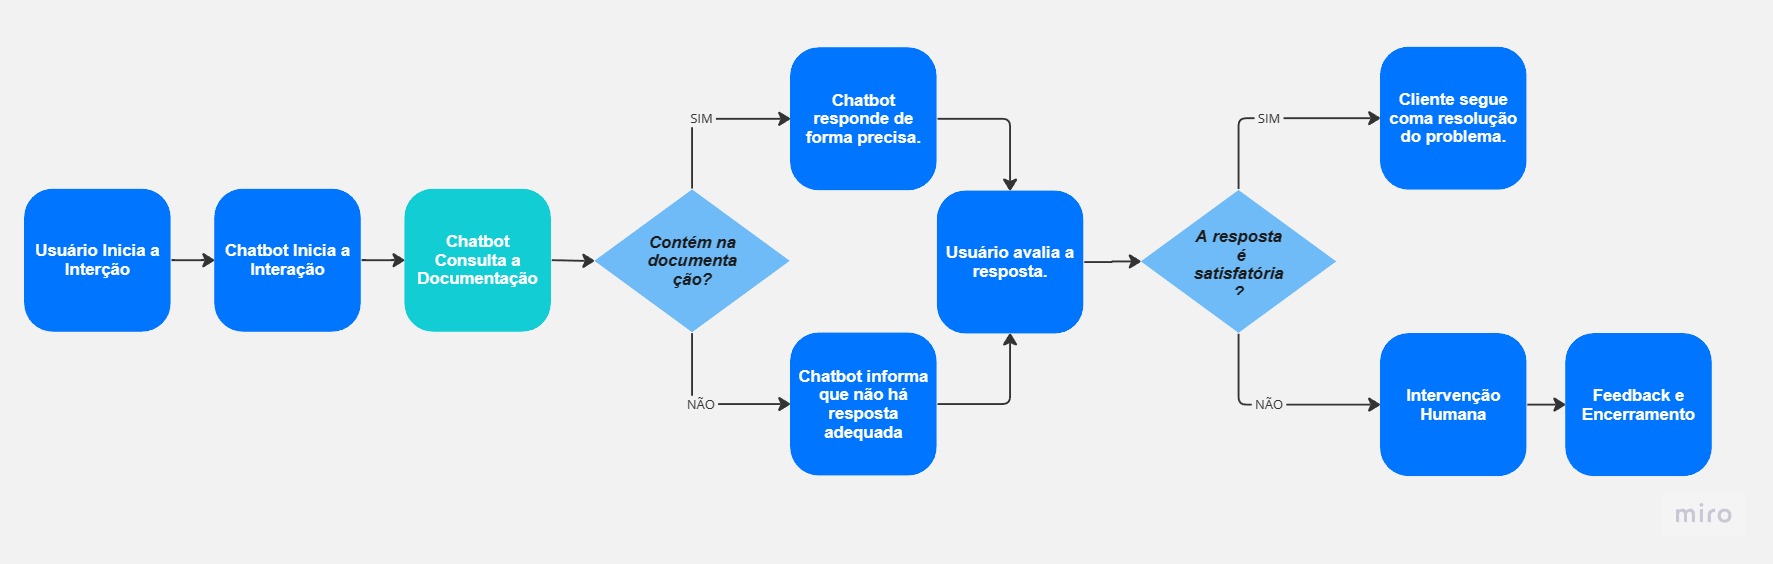 Usuário Inicia a
Interção
Chatbot Inicia a
Interação
Chatbot
Consulta a
Documentação
Contém na
documenta
ção?
SIM
Chatbot
responde de
forma precisa.
NÃO
Chatbot informa
que não há
resposta
adequada
Usuário avalia a
resposta.
A resposta
é
satisfatória
?
SIM
Cliente segue
coma resolução
do problema.
NÃO
Intervenção
Humana
Feedback e
Encerramento
miro